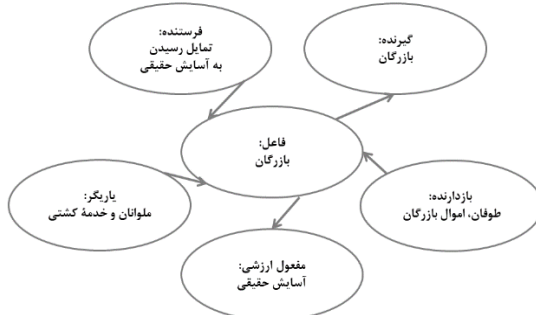 گیرنده:
بازرگان
فرستنده:
تمایل رسیدن
به آسایش حقیقی
فاعل:
بازرگان
بازدارنده:
طوفان، اموال بازرگان
یاریگر:
ملوانان و خدمهٔ کشتی
مفعول ارزشی:
آسایش حقیقی